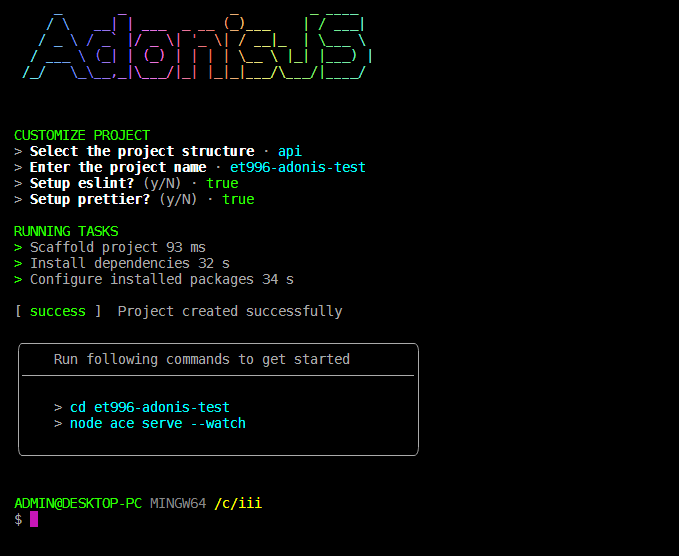 AdonisJS
CUSTOMIZE PROJECT
> Select the project structure · api
> Enter the project name · et996-adonis-test
> Setup eslint? (y/N) · true
> Setup prettier? (y/N) · true
RUNNING TASKS
> Scaffold project 93 ms
> Install dependencies 32 s
> Configure installed packages 34 s
[ success ]  Project created successfully
Run following commands to get started
> cd et996-adonis-test
> node ace serve --watch
ADMIN@DESKTOP-PC MINGW64 /c/iii
$